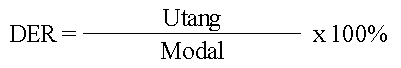 Utang
DER = x 100%
Modal